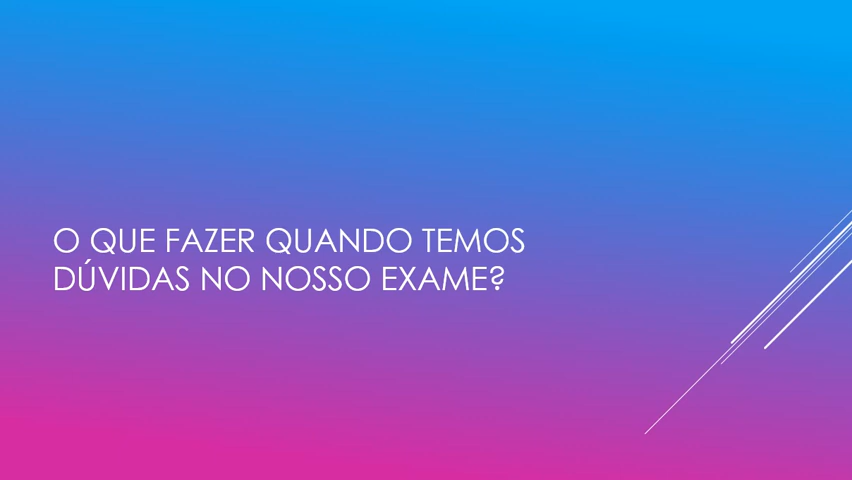 O QUE FAZER QUANDO TEMOS
DÚVIDAS NO NOSSO EXAME?